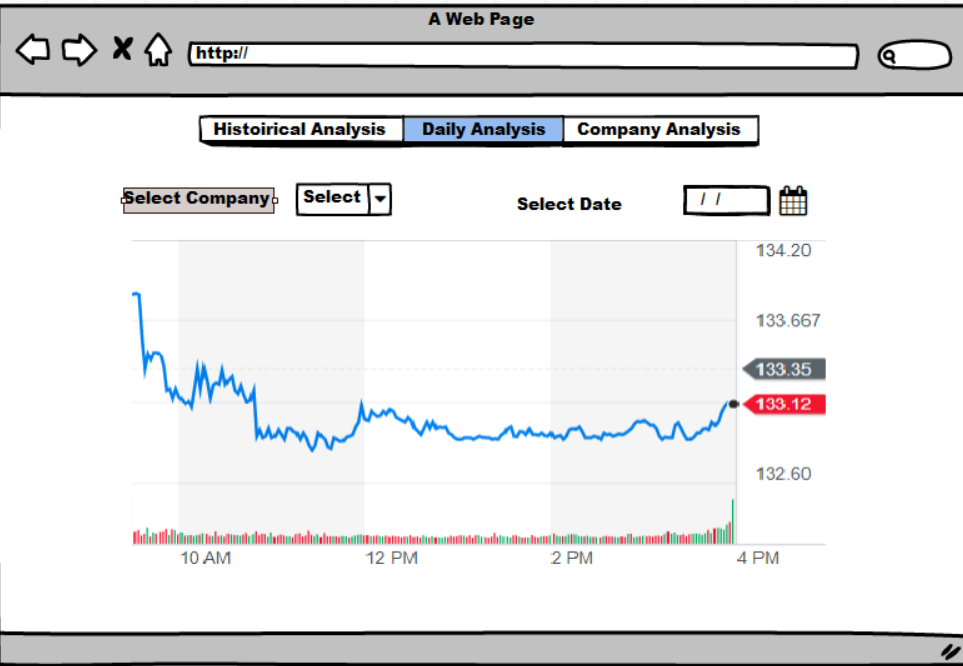 A Web Page
http://
Histoirical Analysis Daily Analysis Company Analysis
Select Company Select Select Date / /
134.20
133.667
133.35
133.12
132.60
10 AM 12 PM 2 PM 4 PM